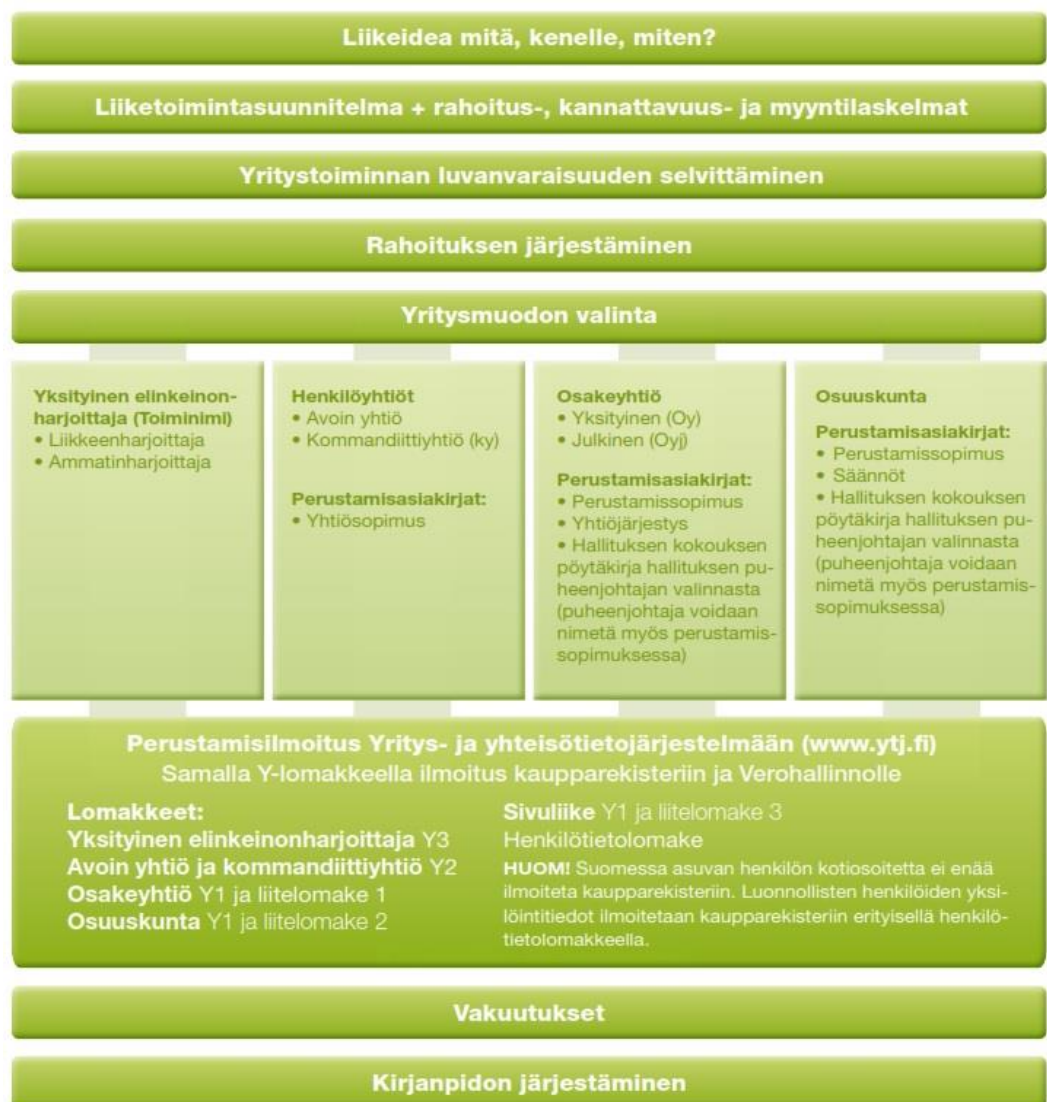 Liikeidea mitä, kenelle, miten?
Liiketoimintasuunnitelma + rahoitus-, kannattavuus- ja myyntilaskelmat
Yritystoiminnan luvanvaraisuuden selvittäminen
Rahoituksen järjestäminen
Yritysmuodon valinta
Yksityinen elinkeinon-
harjoittaja (Toiminimi)
• Liikkeenharjoittaja
• Ammatinharjoittaja
Henkilöyhtiöt
• Avoin yhtiö
• Kommandiittiyhtiö (ky)
Perustamisasiakirjat:
• Yhtiösopimus
Osakeyhtiö
• Yksityinen (Oy)
• Julkinen (Oyj)
Perustamisasiakirjat:
• Perustamissopimus
• Yhtiöjärjestys
• Hallituksen kokouksen
pöytäkirja hallituksen pu-
heenjohtajan valinnasta
(puheenjohtaja voidaan
nimetä myös perustamis-
sopimuksessa)
Osuuskunta
Perustamisasiakirjat:
• Perustamissopimus
• Säännöt
• Hallituksen kokouksen
pöytäkirja hallituksen pu-
heenjohtajan valinnasta
(puheenjohtaja voidaan
nimetä myös perustamis-
sopimuksessa)
Perustamisilmoitus Yritys- ja yhteisötietojärjestelmään (www.ytj.fi)
Samalla Y-lomakkeella ilmoitus kaupparekisteriin ja Verohallinnolle
Lomakkeet:
Yksityinen elinkeinonharjoittaja Y3
Avoin yhtiö ja kommandiittiyhtiö Y2
Osakeyhtiö Y1 ja liitelomake 1
Osuuskunta Y1 ja liitelomake 2
Sivuliike Y1 ja liitelomake 3
Henkilötietolomake
HUOM! Suomessa asuvan henkilön kotiosoitetta ei enää
ilmoiteta kaupparekisteriin. Luonnollisten henkilöiden yksi-
löintitiedot ilmoitetaan kaupparekisteriin erityisellä henkilö-
tietolomakkeella.
Vakuutukset
Kirjanpidon järjestäminen